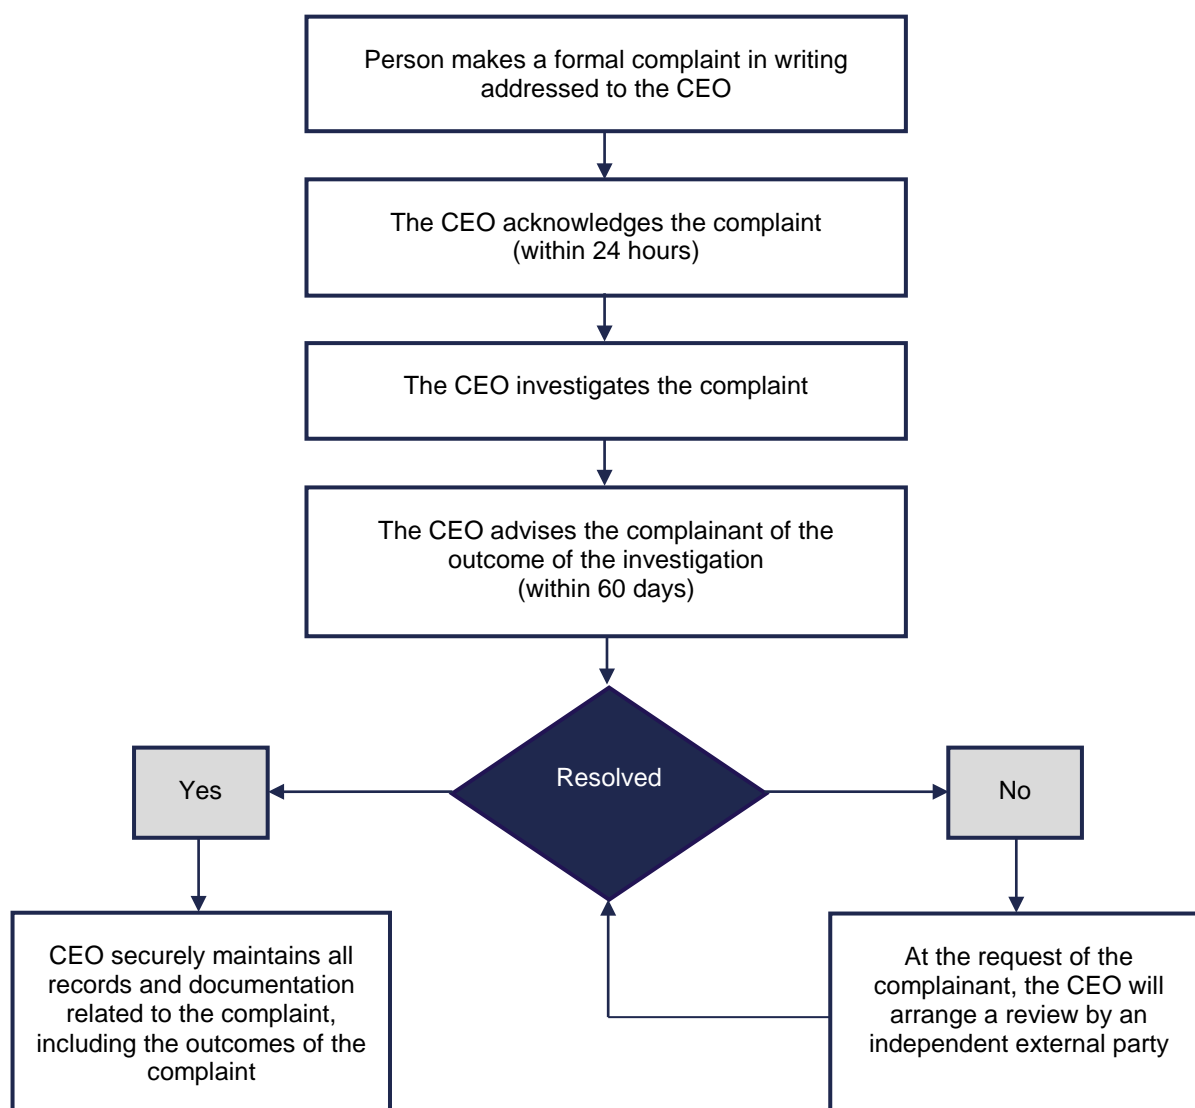 Person makes a formal complaint in writing
addressed to the CEO
The CEO acknowledges the complaint
(within 24 hours)
The CEO investigates the complaint
The CEO advises the complainant of the
outcome of the investigation
(within 60 days)
Resolved
Yes
No
CEO securely maintains all
records and documentation
related to the complaint,
including the outcomes of the
complaint
At the request of the
complainant, the CEO will
arrange a review by an
independent external party